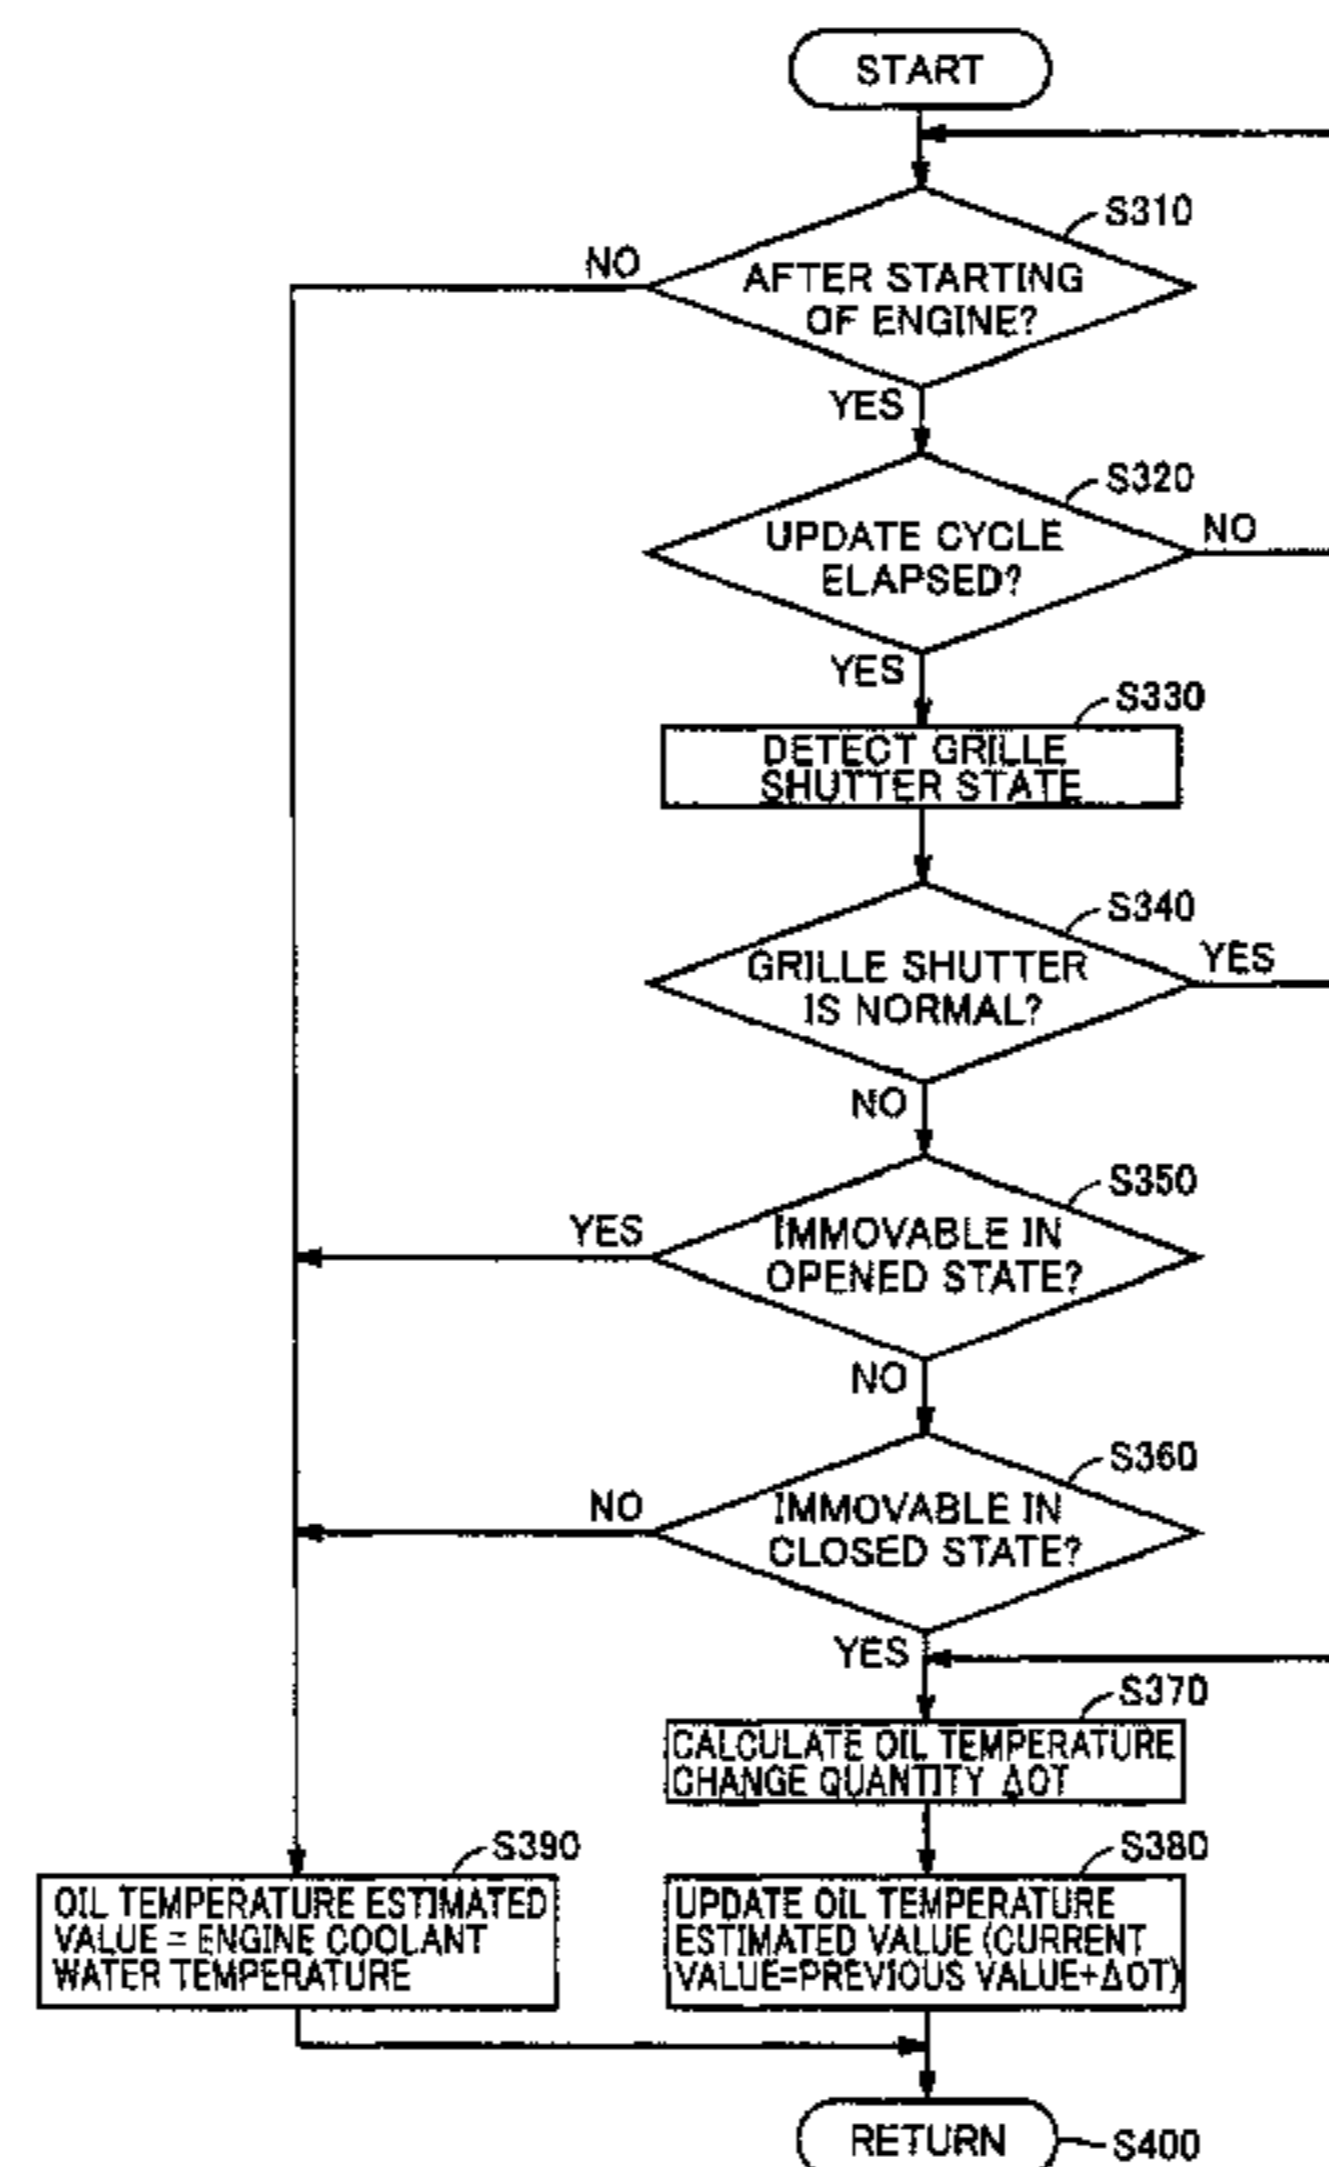 START
S310
NO
AFTER STARTING
OF ENGINE?
YES
S320
UPDATE CYCLE
ELAPSED?
NO
YES
S330
DETECT GRILLE
SHUTTER STATE
S340
GRILLE SHUTTER
IS NORMAL?
YES
NO
S350
YES
IMMOVABLE IN
OPENED STATE?
NO
S360
NO
IMMOVABLE IN
CLOSED STATE?
YES
S370
CALCULATE OIL TEMPERATURE
CHANGE QUANTITY ΔOT
S390
OIL TEMPERATURE ESTIMATED
VALUE = ENGINE COOLANT
WATER TEMPERATURE
S380
UPDATE OIL TEMPERATURE
ESTIMATED VALUE (CURRENT
VALUE=PREVIOUS VALUE+ΔOT)
RETURN
S400